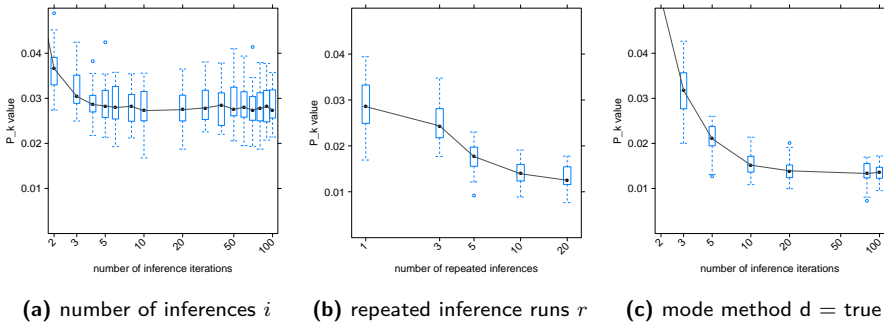 P_k value
0.04
0.03
0.02
0.01
2 3 5 10 20 50 100
number of inference iterations
P_k value
0.04
0.03
0.02
0.01
1 3 5 10 20
number of repeated inferences
P_k value
0.04
0.03
0.02
0.01
2 3 5 10 20 80 100
number of inference iterations
(a) number of inferences i
(b) repeated inference runs r
(c) mode method d = true